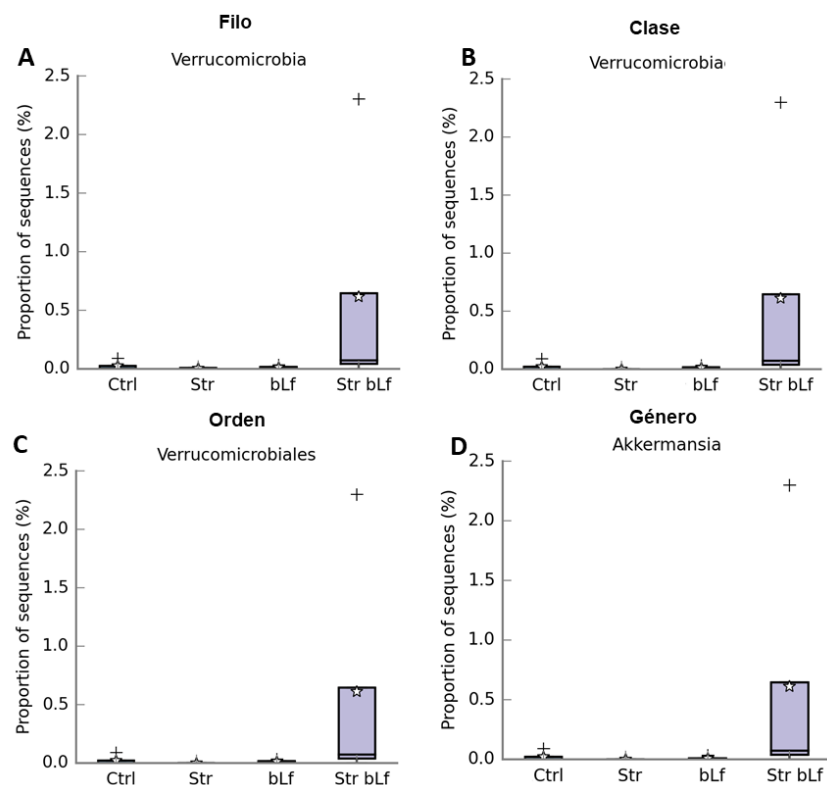 Filo
A
Verrucomicrobia
Proportion of sequences (%)
2.5
2.0
1.5
1.0
0.5
0.0
Ctrl Str bLf Str bLf
Clase
B
Verrucomicrobiac
Proportion of sequences (%)
2.5
2.0
1.5
1.0
0.5
0.0
Ctrl Str bLf Str bLf
Orden
C
Verrucomicrobiales
Proportion of sequences (%)
2.5
2.0
1.5
1.0
0.5
0.0
Ctrl Str bLf Str bLf
Género
D
Akkermansia
Proportion of sequences (%)
2.5
2.0
1.5
1.0
0.5
0.0
Ctrl Str bLf Str bLf